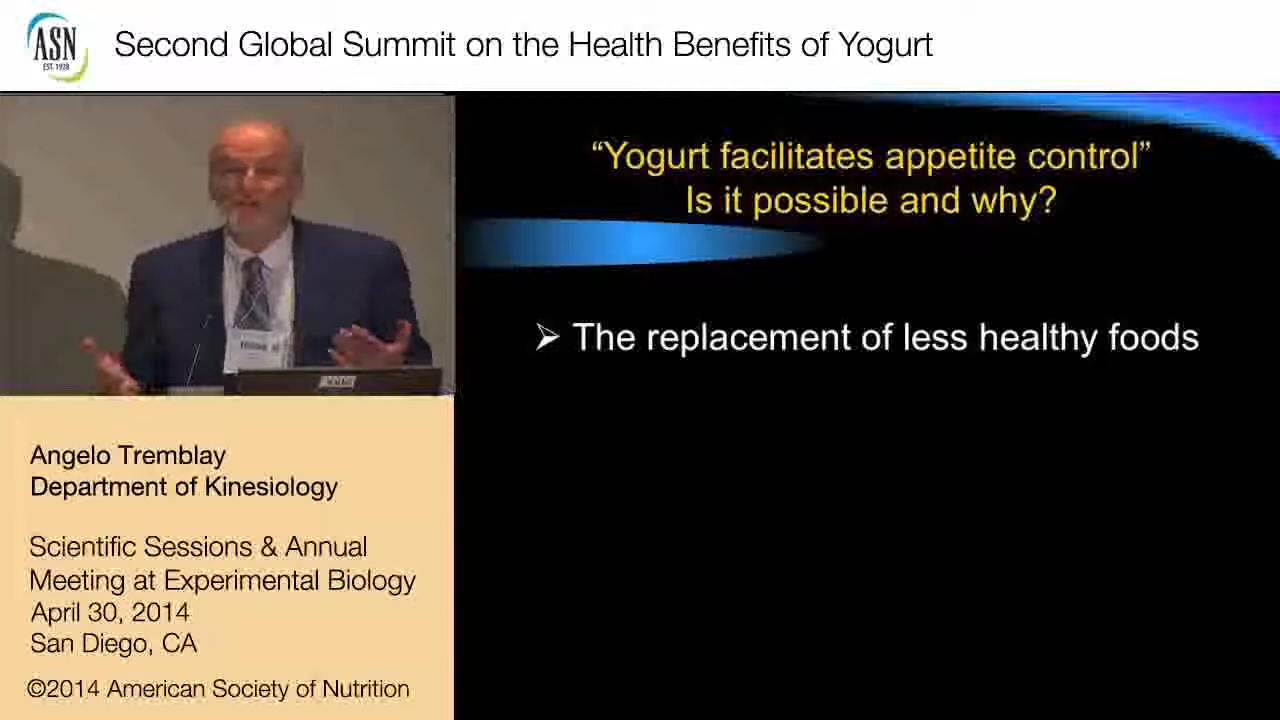 ASN
EST. 1928
Second Global Summit on the Health Benefits of Yogurt
“Yogurt facilitates appetite control”
Is it possible and why?
➢ The replacement of less healthy foods
Angelo Tremblay
Department of Kinesiology
Scientific Sessions & Annual
Meeting at Experimental Biology
April 30, 2014
San Diego, CA
©2014 American Society of Nutrition